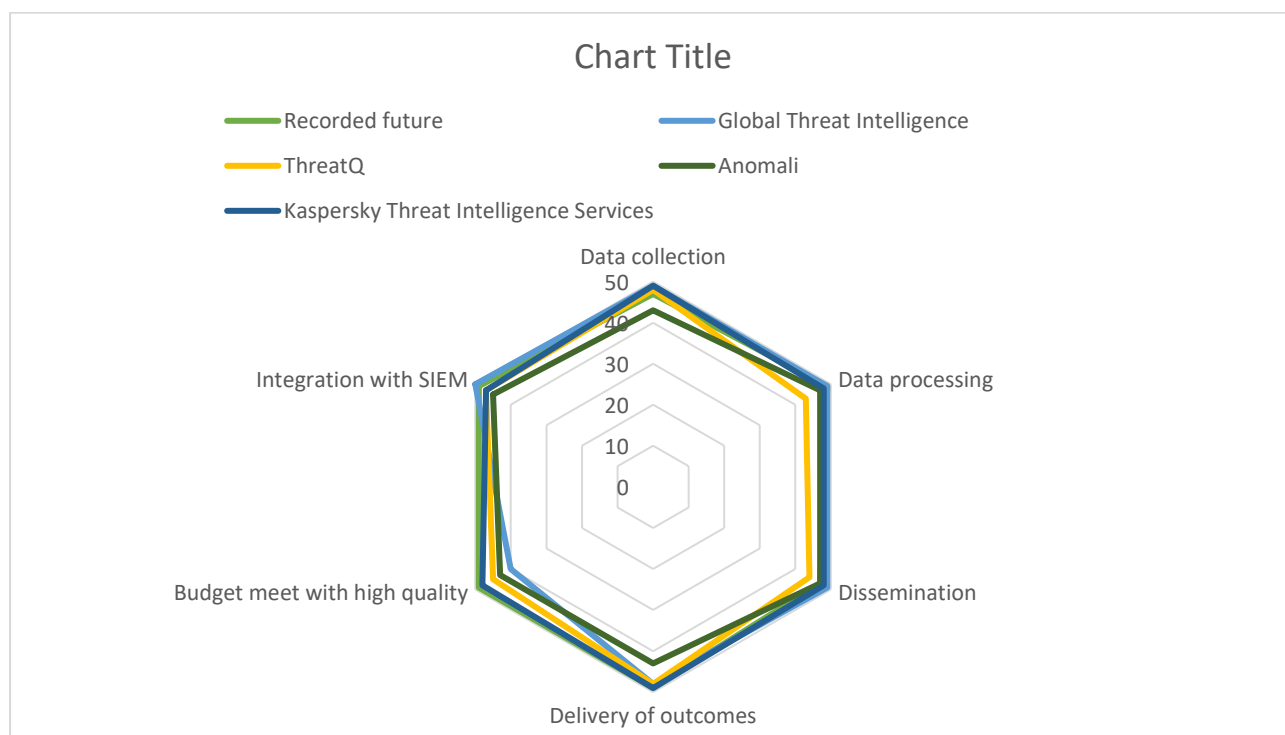 Chart Title
Recorded future
Global Threat Intelligence
ThreatQ
Anomali
Kaspersky Threat Intelligence Services
Data collection
50
40
30
20
10
0
Integration with SIEM
Data processing
Budget meet with high quality
Dissemination
Delivery of outcomes